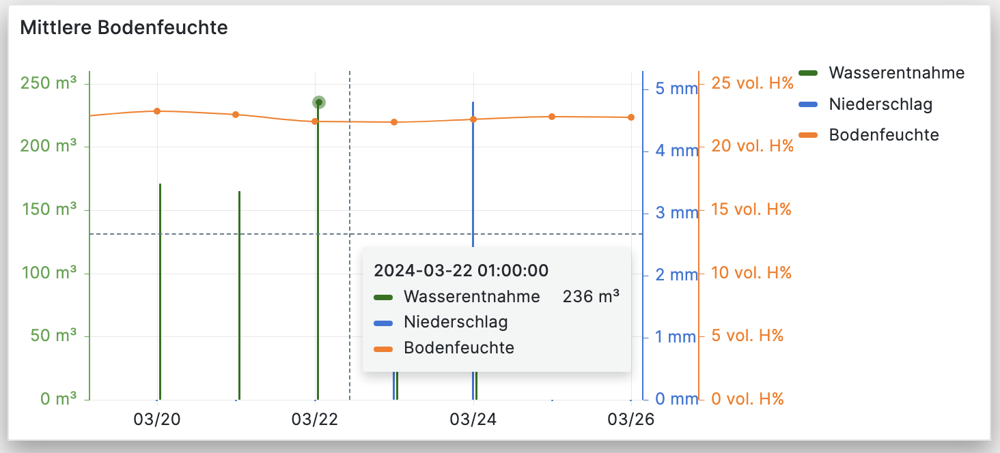 Mittlere Bodenfeuchte
250 m³
200 m³
150 m³
100 m³
50 m³
0 m³
5 mm
4 mm
3 mm
2 mm
1 mm
0 mm
25 vol. H%
20 vol. H%
15 vol. H%
10 vol. H%
5 vol. H%
0 vol. H%
Wasserentnahme
Niederschlag
Bodenfeuchte
2024-03-22 01:00:00
Wasserentnahme 236 m³
Niederschlag
Bodenfeuchte
03/20 03/22 03/24 03/26